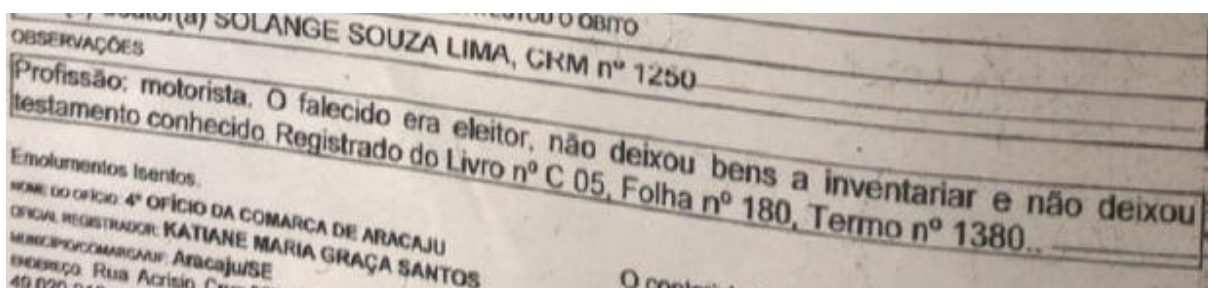 O ÓBITO
(a) SOLANGE SOUZA LIMA, CRM nº 1250
OBSERVAÇÕES
Profissão: motorista. O falecido era eleitor, não deixou bens a inventariar e não deixou
testamento conhecido. Registrado do Livro nº C 05, Folha nº 180, Termo nº 1380..
Emolumentos Isentos.
NOME DO OFÍCIO: 4º OFÍCIO DA COMARCA DE ARACAJU
OFICIAL REGISTRADOR: KATIANE MARIA GRAÇA SANTOS
MUNICÍPIO/COMARCA/UF: Aracaju/SE
ENDEREÇO: Rua Acrisio
O